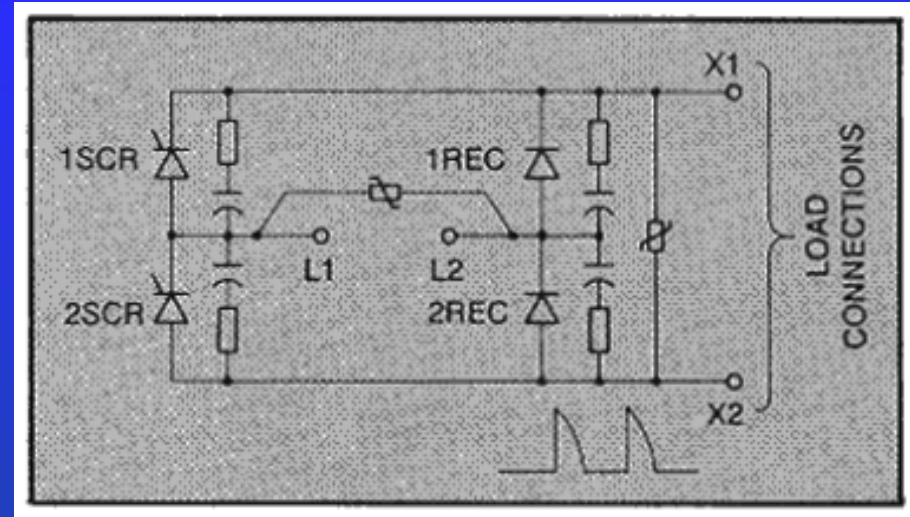 X1
1SCR
1REC
L1
L2
2SCR
2REC
X2
LOAD
CONNECTIONS